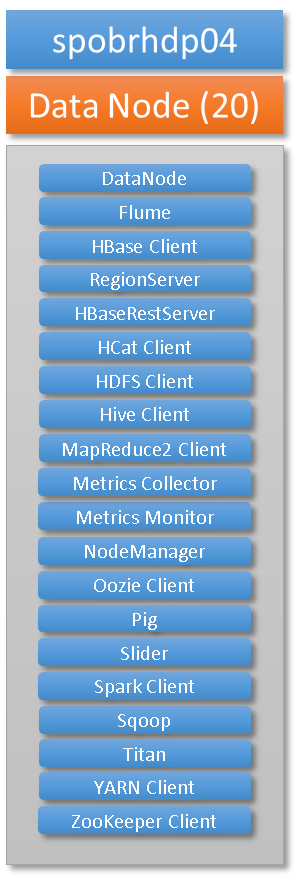 spobrhdp04
Data Node (20)
DataNode
Flume
HBase Client
RegionServer
HBaseRestServer
HCat Client
HDFS Client
Hive Client
MapReduce2 Client
Metrics Collector
Metrics Monitor
NodeManager
Oozie Client
Pig
Slider
Spark Client
Sqoop
Titan
YARN Client
ZooKeeper Client